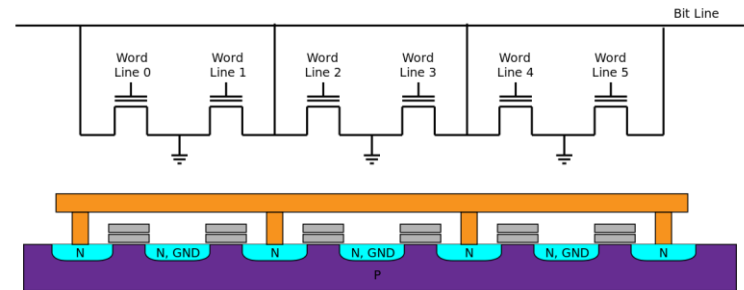 Bit Line
Word
Line 0
Word
Line 1
Word
Line 2
Word
Line 3
Word
Line 4
Word
Line 5
N
N, GND
N
N, GND
N
N, GND
N
P